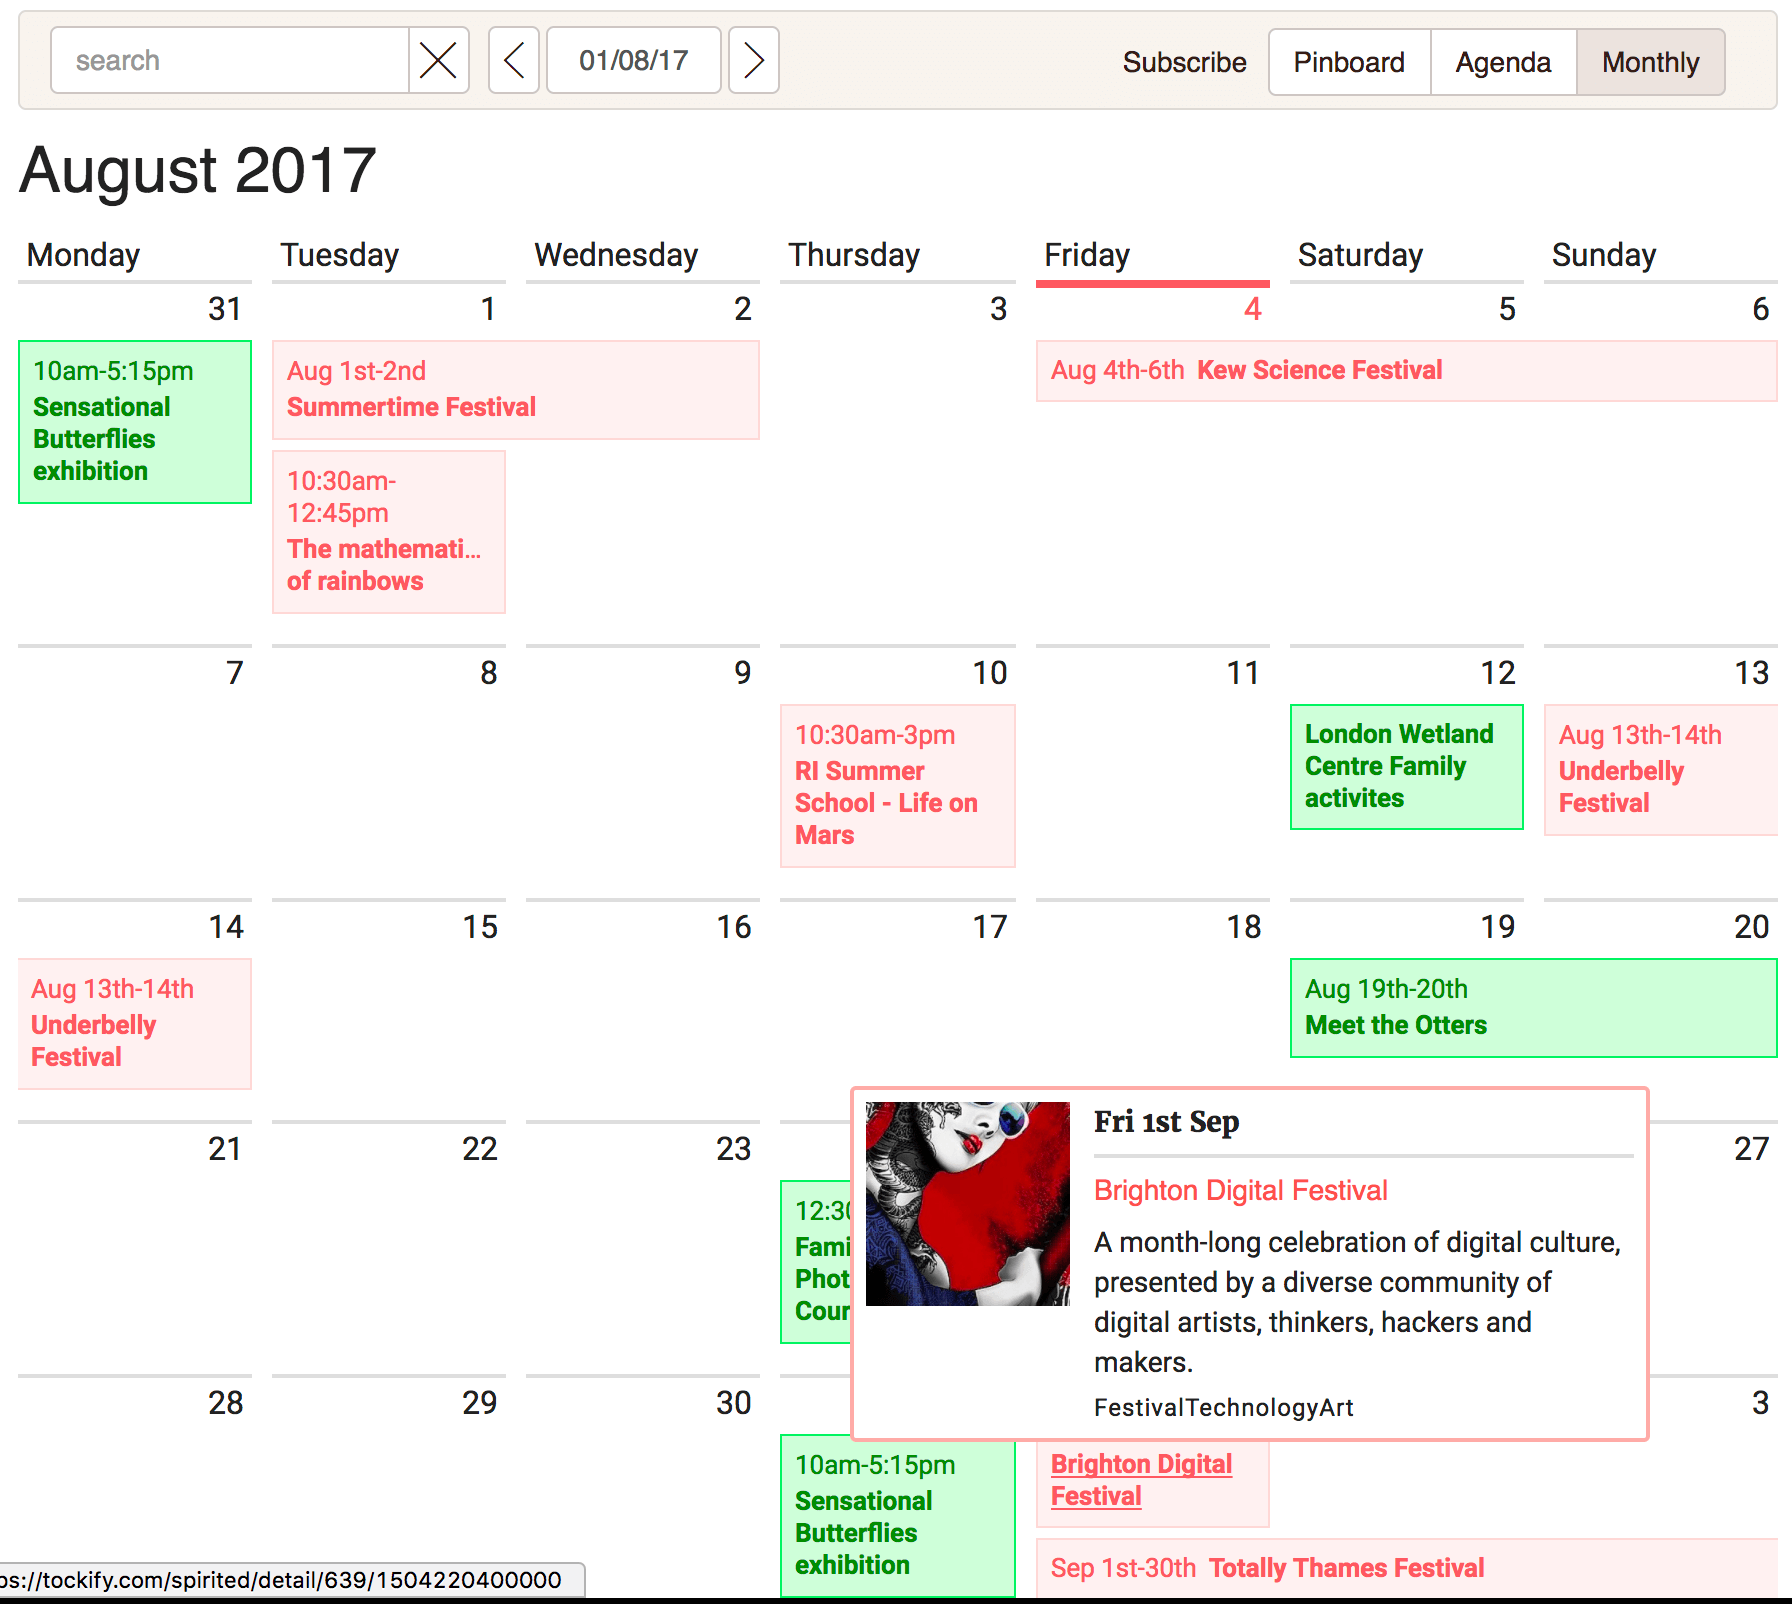 search
01/08/17
Subscribe
Pinboard
Agenda
Monthly
August 2017
Monday
Tuesday
Wednesday
Thursday
Friday
Saturday
Sunday
31
1
2
3
4
5
6
10am-5:15pm
Sensational
Butterflies
exhibition
Aug 1st-2nd
Summertime Festival
10:30am-
12:45pm
The mathemati...
of rainbows
Aug 4th-6th Kew Science Festival
7
8
9
10
11
12
13
10:30am-3pm
RI Summer
School - Life on
Mars
London Wetland
Centre Family
activites
Aug 13th-14th
Underbelly
Festival
14
15
16
17
18
19
20
Aug 13th-14th
Underbelly
Festival
Aug 19th-20th
Meet the Otters
21
22
23
27
12:30
Fami
Phot
Cour
Fri 1st Sep
Brighton Digital Festival
A month-long celebration of digital culture,
presented by a diverse community of
digital artists, thinkers, hackers and
makers.
FestivalTechnologyArt
28
29
30
3
10am-5:15pm
Sensational
Butterflies
exhibition
Brighton Digital
Festival
Sep 1st-30th Totally Thames Festival
ps://tockify.com/spirited/detail/639/1504220400000